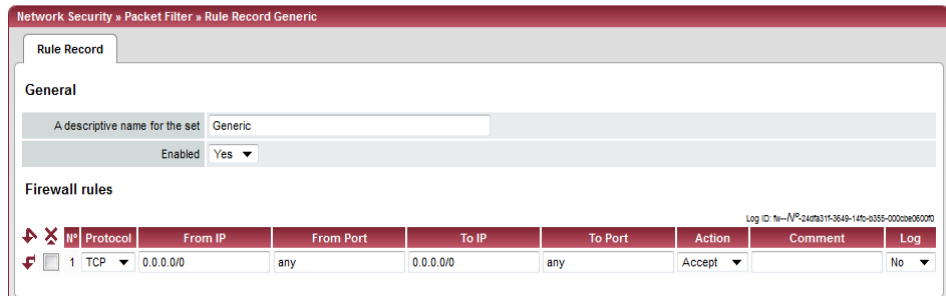 Network Security » Packet Filter » Rule Record Generic
Rule Record
General
A descriptive name for the set Generic
Enabled Yes
Firewall rules
Log ID: fw-N°-24dfa31f-3649-14fc-b355-000cbe0600f0
N° Protocol From IP From Port To IP To Port Action Comment Log
1 TCP 0.0.0.0/0 any 0.0.0.0/0 any Accept No